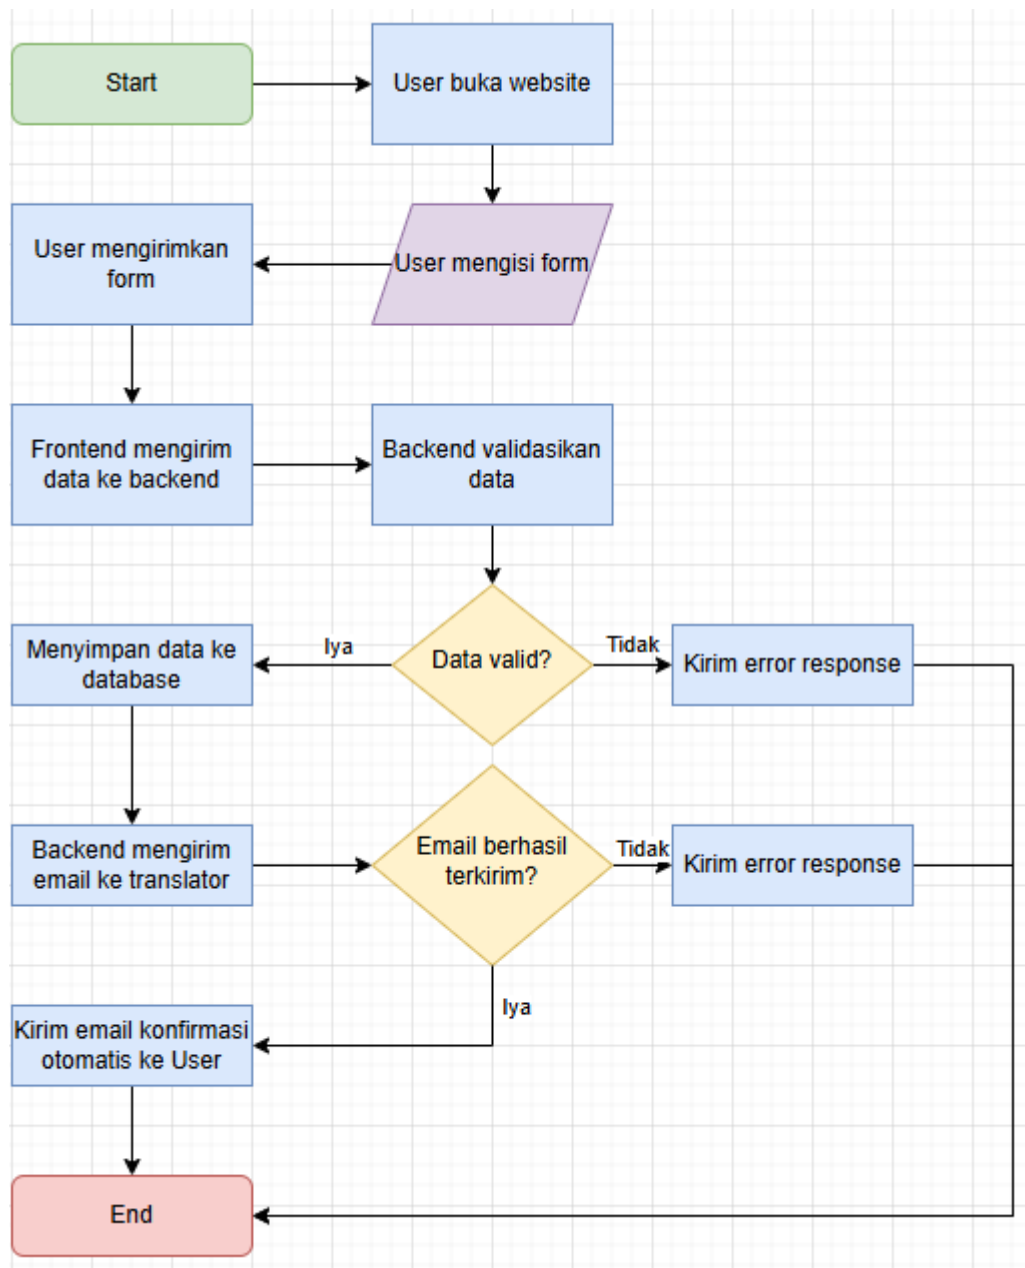 Start
User buka website
User mengirimkan
form
User mengisi form
Frontend mengirim
data ke backend
Backend validasikan
data
Menyimpan data ke
database
Iya
Data valid?
Tidak
Kirim error response
Backend mengirim
email ke translator
Email berhasil
terkirim?
Tidak
Kirim error response
Iya
Kirim email konfirmasi
otomatis ke User
End